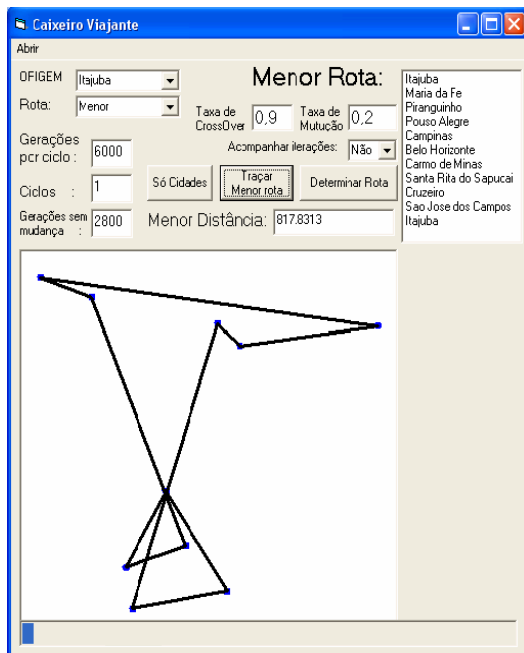 Caixeiro Viajante
Abrir
OFIGEM Itajuba
Rota: Menor
Menor Rota:
Taxa de CrossOver 0,9
Taxa de Mutução 0,2
Gerações por ciclo : 6000
Acompanhar iterações: Não
Ciclos : 1
Só Cidades
Traçar Menor rota
Determinar Rota
Gerações sem mudança : 2800
Menor Distância: 817.8313
Itajuba
Maria da Fe
Piranguinho
Pouso Alegre
Campinas
Belo Horizonte
Carmo de Minas
Santa Rita do Sapucai
Cruzeiro
Sao Jose dos Campos
Itajuba